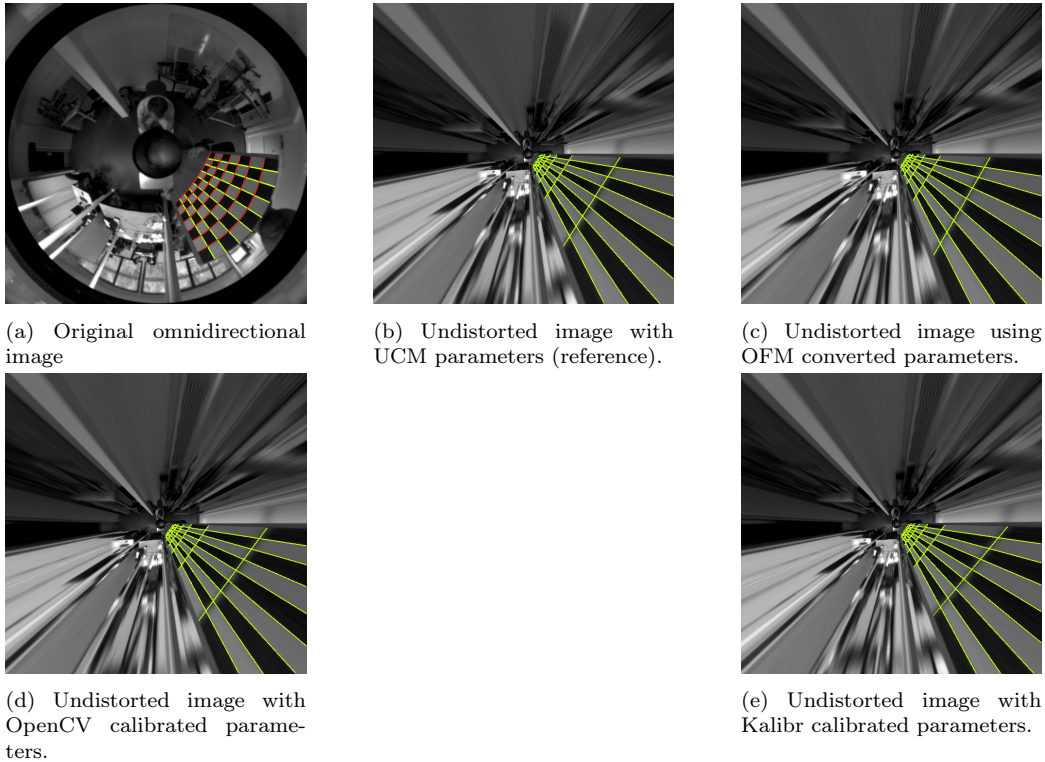 (a) Original omnidirectional
image
(b) Undistorted image with
UCM parameters (reference).
(c) Undistorted image using
OFM converted parameters.
(d) Undistorted image with
OpenCV calibrated parame-
ters.
(e) Undistorted image with
Kalibr calibrated parameters.